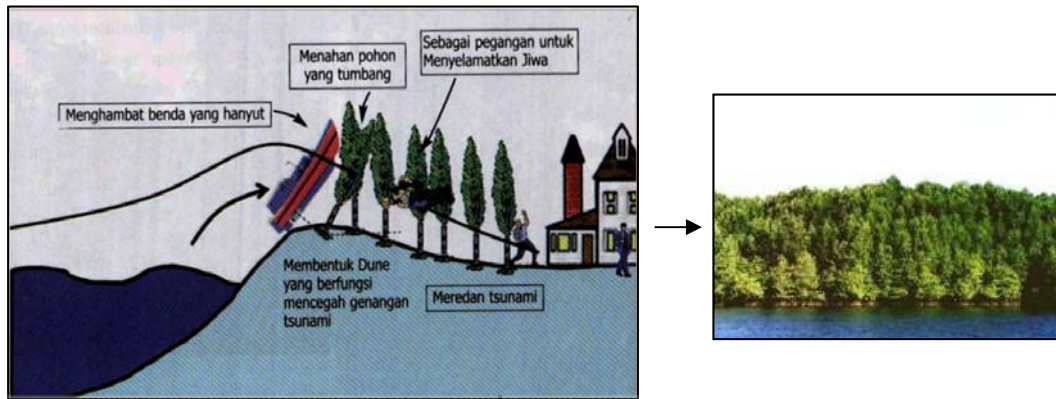 Menahan pohon
yang tumbang
Sebagai pegangan untuk
Menyelamatkan Jiwa
Menghambat benda yang hanyut
Membentuk Dune
yang berfungsi
mencegah genangan
tsunami
Meredan tsunami